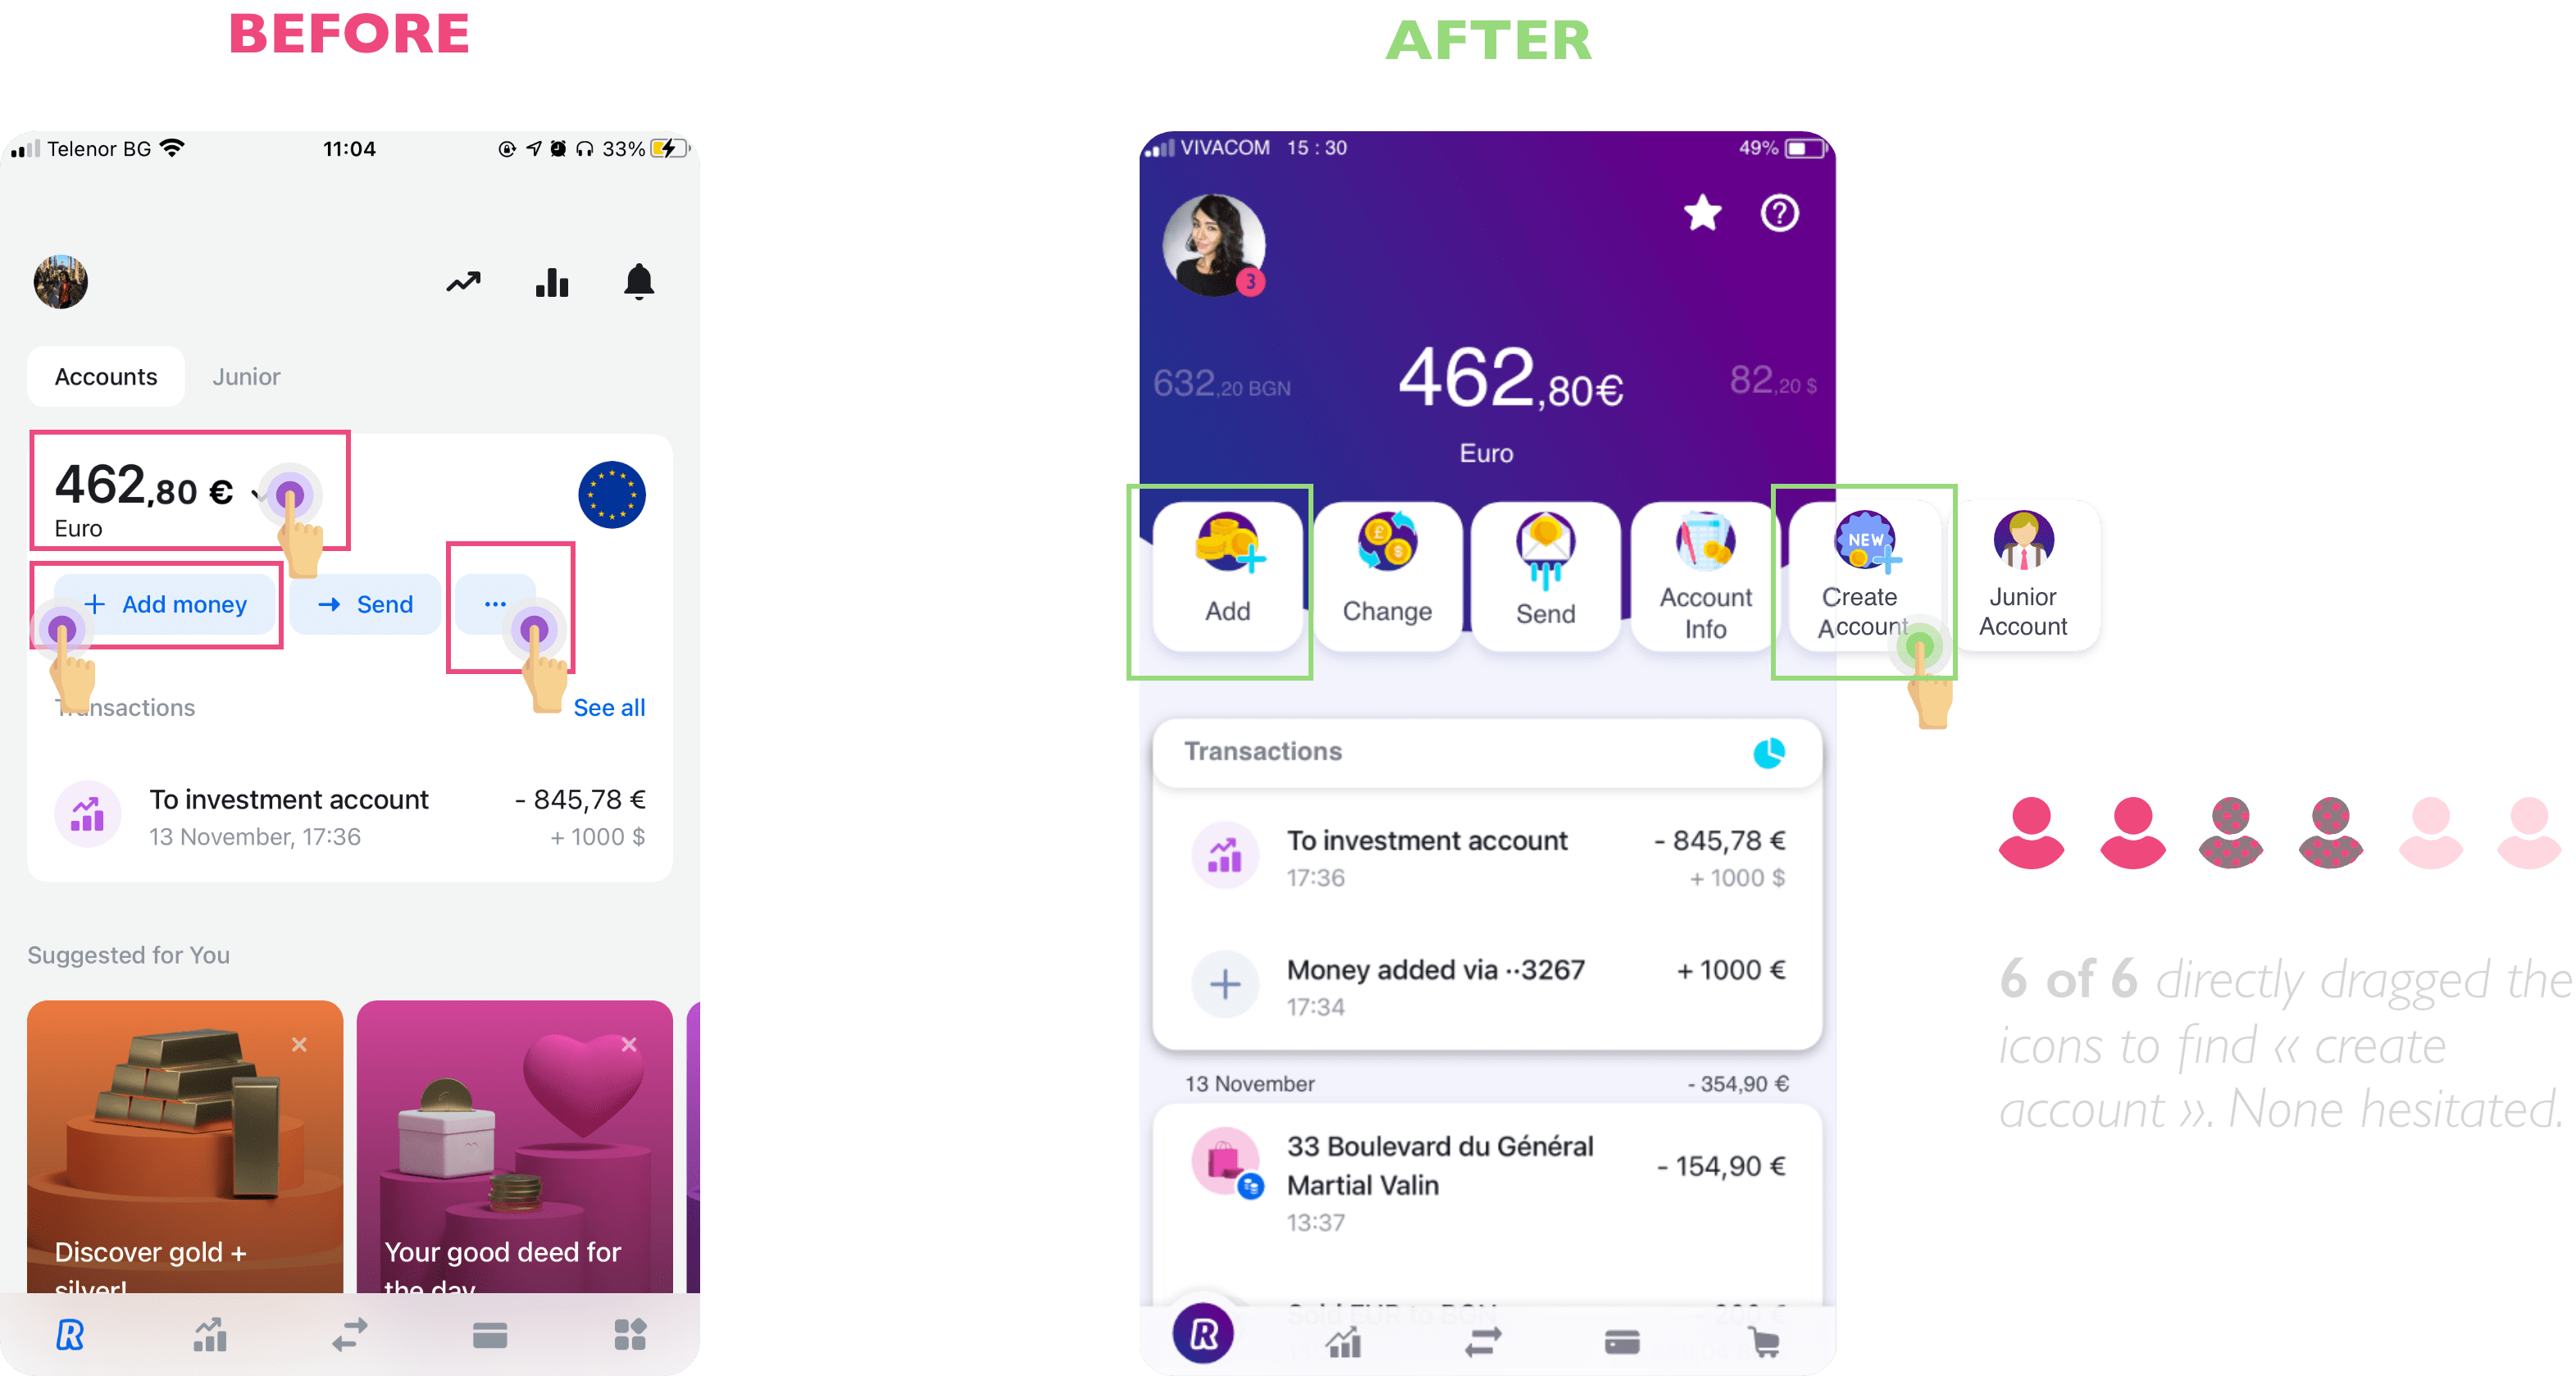 BEFORE
AFTER
Telenor BG
11:04
33%
Accounts
Junior
462,80 €
Euro
+ Add money
→ Send
...
Transactions
See all
To investment account
- 845,78 €
13 November, 17:36
+ 1000 $
Suggested for You
Discover gold +
silver!
Your good deed for
the day
R
VIVACOM 15 : 30
49%
3
632,20 BGN
462,80€
82,20 $
Euro
Add
Change
Send
Account
Info
NEW
Create
Account
Junior
Account
Transactions
To investment account
- 845,78 €
17:36
+ 1000 $
Money added via ··3267
+ 1000 €
17:34
13 November
- 354,90 €
33 Boulevard du Général
Martial Valin
- 154,90 €
13:37
Sold EUR to BGN
- 200 €
R
6 of 6 directly dragged the
icons to find « create
account ». None hesitated.